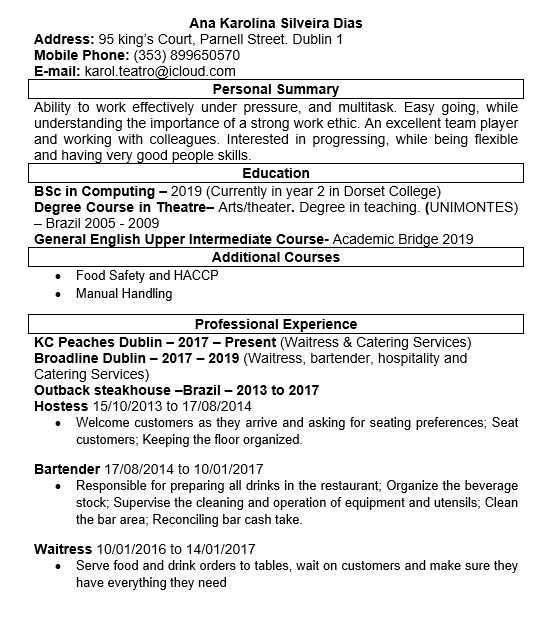 Ana Karolina Silveira Dias
Address: 95 king's Court, Parnell Street. Dublin 1
Mobile Phone: (353) 899650570
E-mail: karol.teatro@icloud.com
Personal Summary
Ability to work effectively under pressure, and multitask. Easy going, while
understanding the importance of a strong work ethic. An excellent team player
and working with colleagues. Interested in progressing, while being flexible
and having very good people skills.
Education
BSc in Computing – 2019 (Currently in year 2 in Dorset College)
Degree Course in Theatre– Arts/theater. Degree in teaching. (UNIMONTES)
– Brazil 2005 - 2009
General English Upper Intermediate Course- Academic Bridge 2019
Additional Courses
• Food Safety and HACCP
• Manual Handling
Professional Experience
KC Peaches Dublin – 2017 – Present (Waitress & Catering Services)
Broadline Dublin – 2017 – 2019 (Waitress, bartender, hospitality and
Catering Services)
Outback steakhouse –Brazil – 2013 to 2017
Hostess 15/10/2013 to 17/08/2014
• Welcome customers as they arrive and asking for seating preferences; Seat
customers; Keeping the floor organized.
Bartender 17/08/2014 to 10/01/2017
• Responsible for preparing all drinks in the restaurant; Organize the beverage
stock; Supervise the cleaning and operation of equipment and utensils; Clean
the bar area; Reconciling bar cash take.
Waitress 10/01/2016 to 14/01/2017
• Serve food and drink orders to tables, wait on customers and make sure they
have everything they need